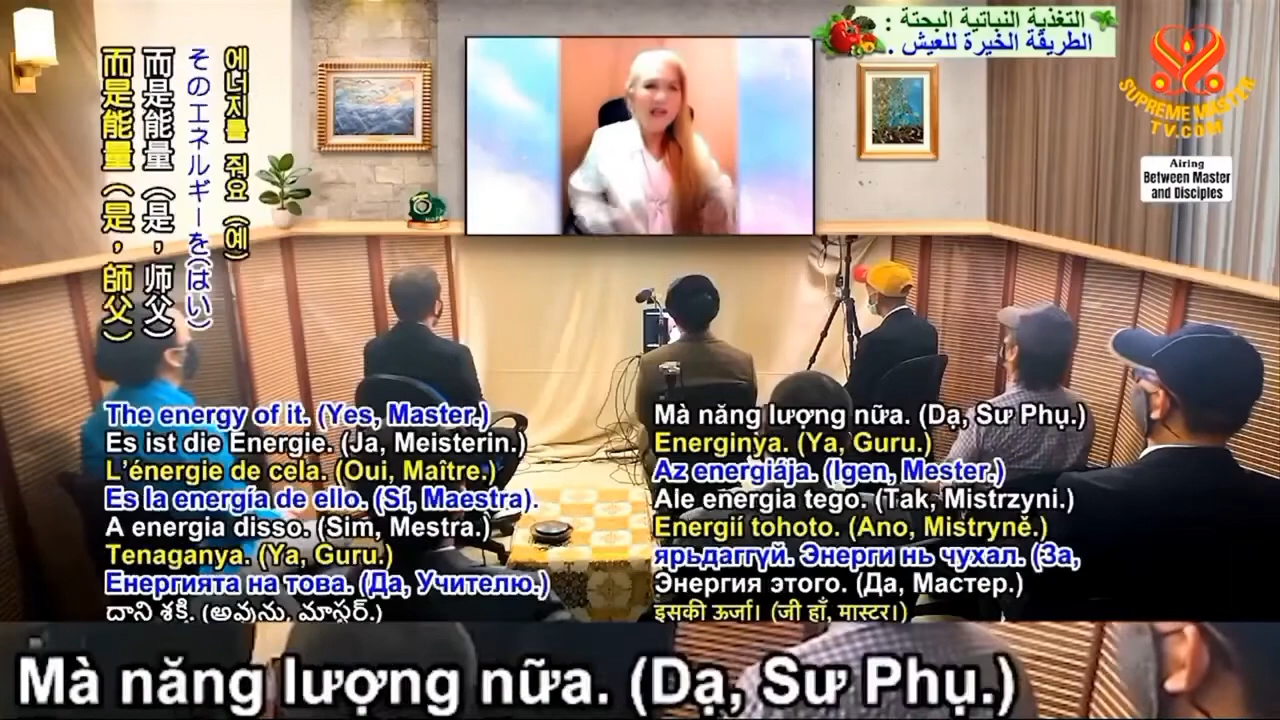 التغذية النباتية البحتة :
الطريقة الخيرة للعيش .
SUPREME MASTER
TV.COM
Airing
Between Master
and Disciples
에너지를 줘요 (예)
そのエネルギーを(はい)
而是能量（是，师父）
而是能量（是，師父）
The energy of it. (Yes, Master.)
Es ist die Energie. (Ja, Meisterin.)
L'énergie de cela. (Oui, Maître.)
Es la energía de ello. (Sí, Maestra).
A energia disso. (Sim, Mestra.)
Tenaganya. (Ya, Guru.)
Енергията на това. (Да, Учителю.)
దాని శక్తి. (అవును, మాస్టర్.)
Mà năng lượng nữa. (Dạ, Sư Phụ.)
Energinya. (Ya, Guru.)
Az energiája. (Igen, Mester.)
Ale energia tego. (Tak, Mistrzyni.)
Energií tohoto. (Ano, Mistryně.)
ярьдаггүй. Энерги нь чухал. (За,
Энергия этого. (Да, Мастер.)
इसकी ऊर्जा। (जी हाँ, मास्टर।)
Mà năng lượng nữa. (Dạ, Sư Phụ.)